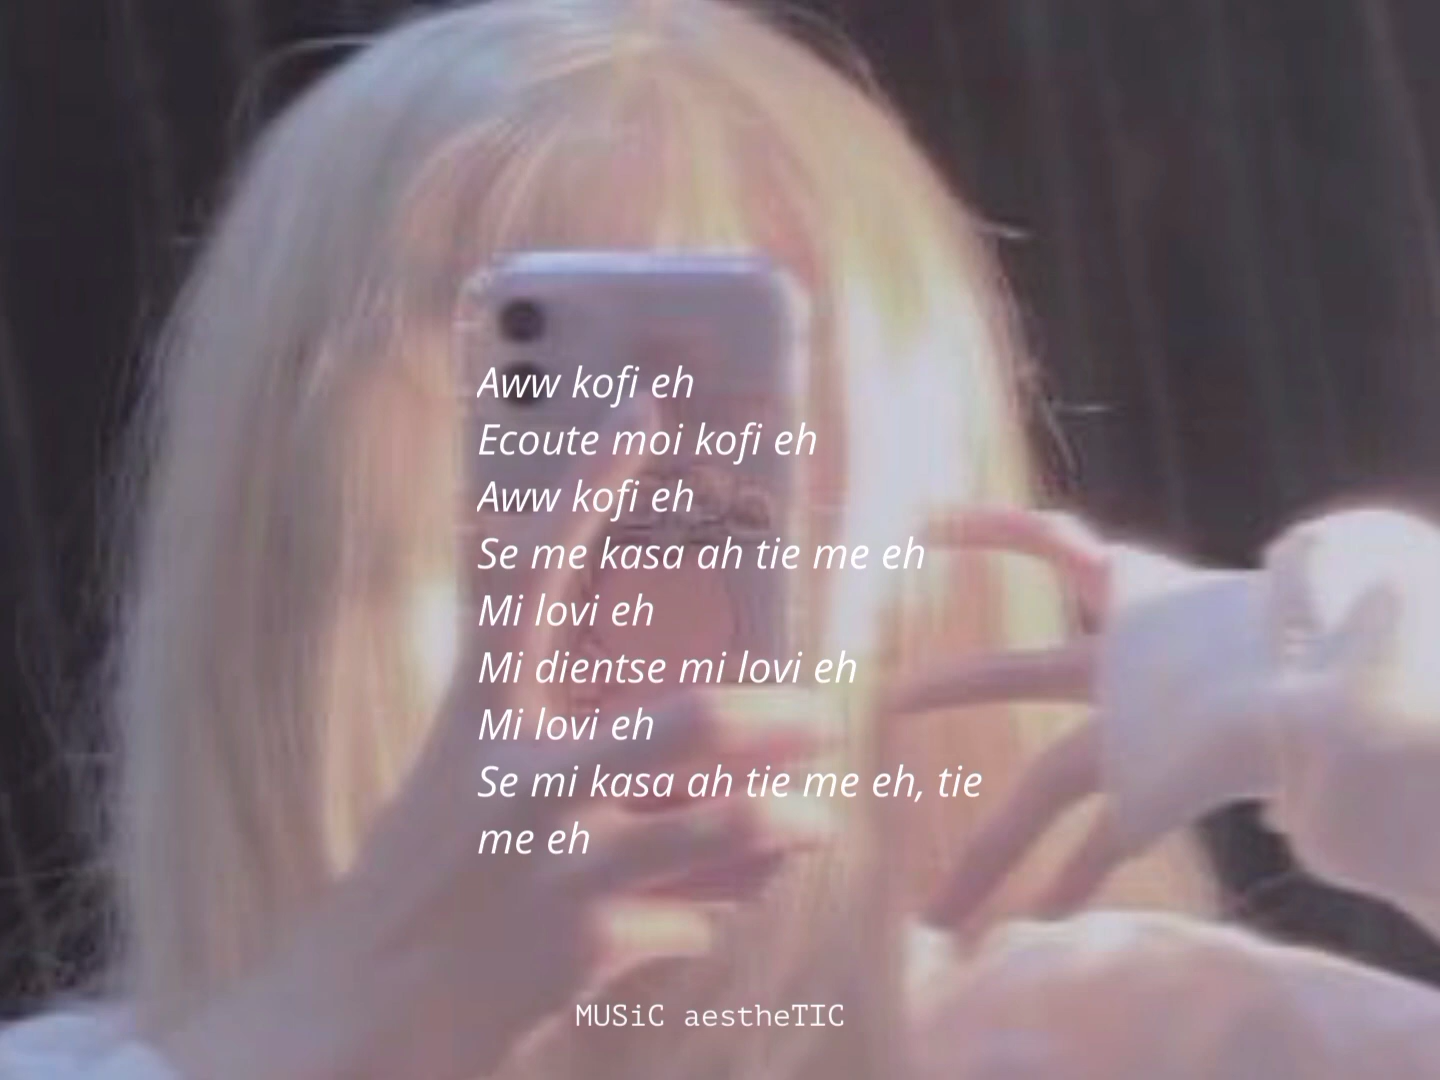 Aww kofi eh
Ecoute moi kofi eh
Aww kofi eh
Se me kasa ah tie me eh
Mi lovi eh
Mi dientse mi lovi eh
Mi lovi eh
Se mi kasa ah tie me eh, tie
me eh
MUSiC aestheTIC